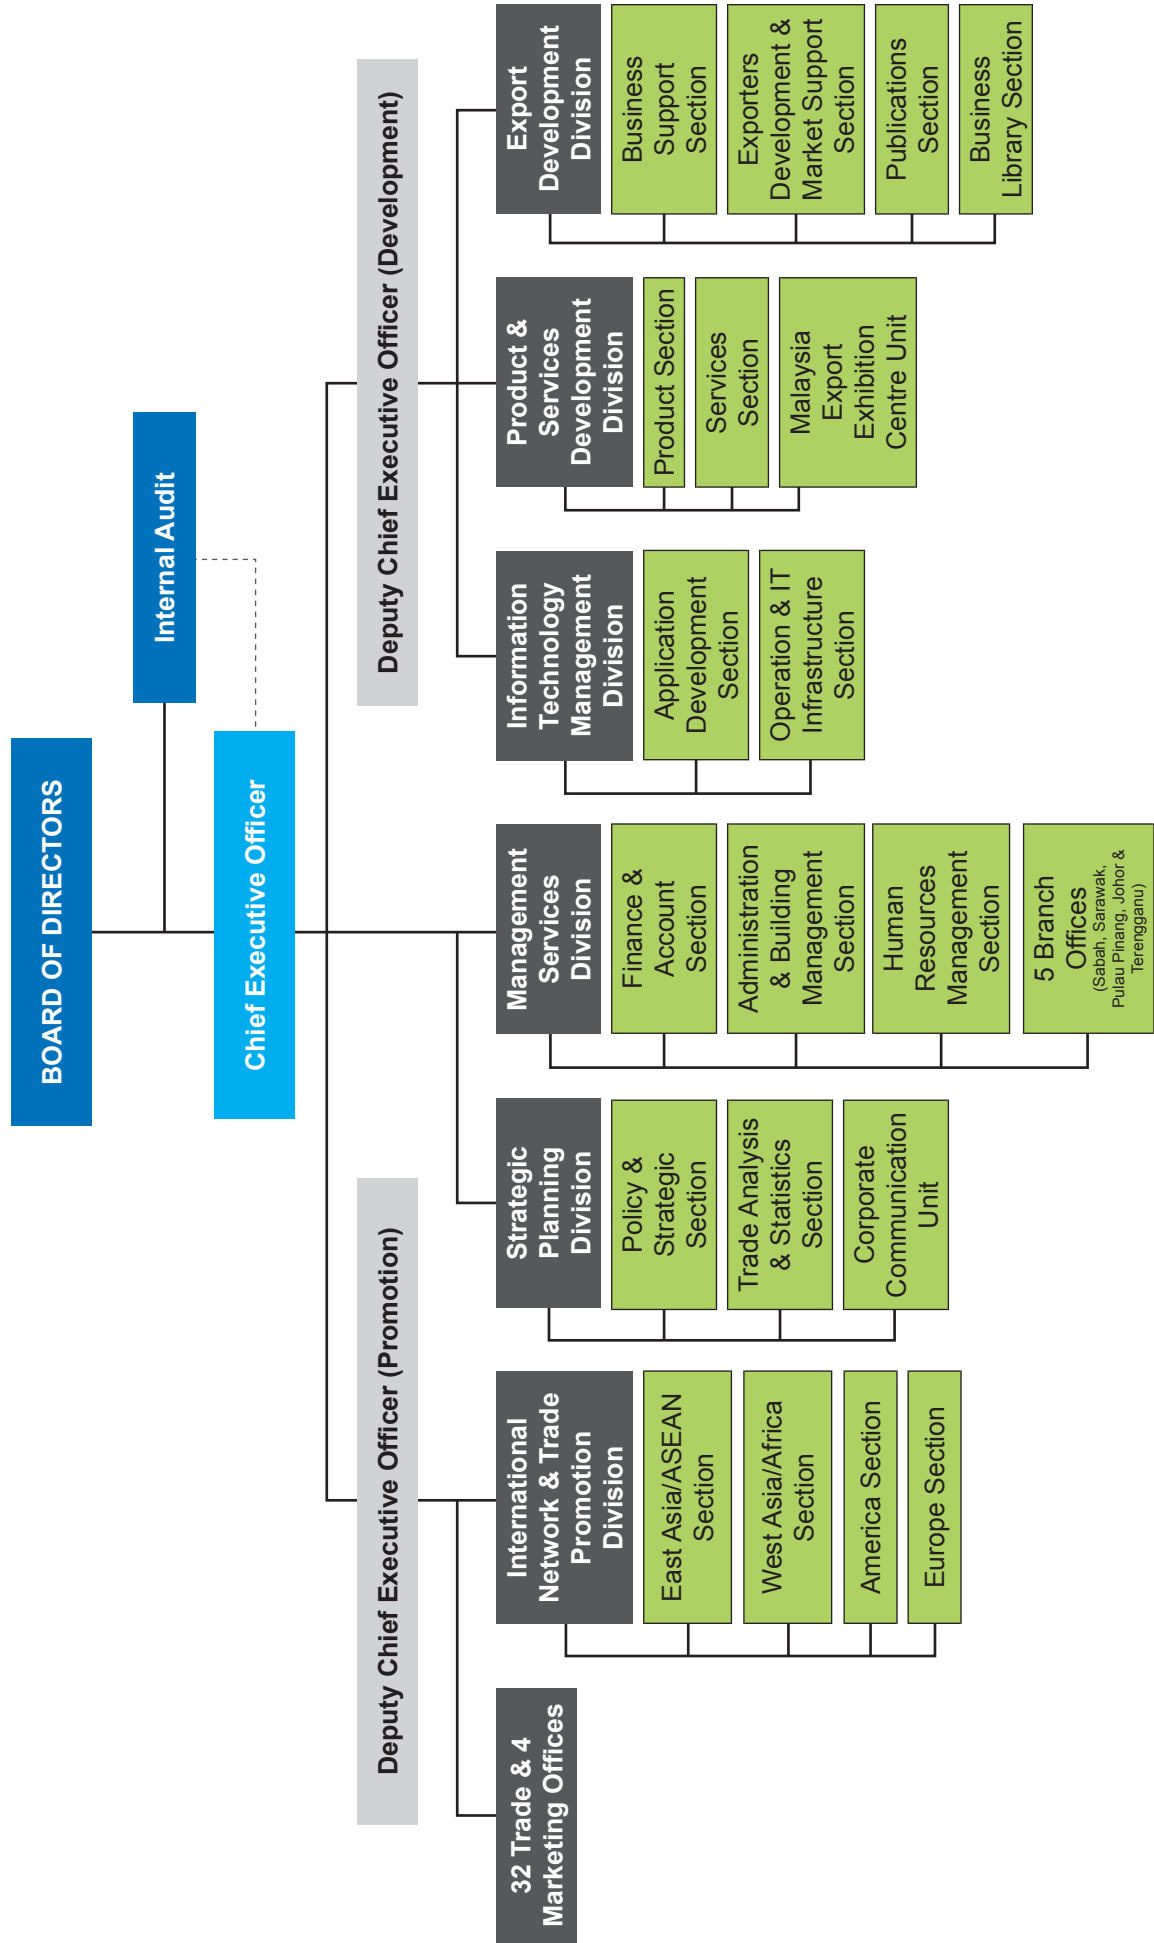 BOARD OF DIRECTORS
Internal Audit
Chief Executive Officer
Deputy Chief Executive Officer (Promotion)
Deputy Chief Executive Officer (Development)
32 Trade & 4
Marketing Offices
International
Network & Trade
Promotion
Division
East Asia/ASEAN
Section
West Asia/Africa
Section
America Section
Europe Section
Strategic
Planning
Division
Policy &
Strategic
Section
Trade Analysis
& Statistics
Section
Corporate
Communication
Unit
Management
Services
Division
Finance &
Account
Section
Administration
& Building
Management
Section
Human
Resources
Management
Section
5 Branch
Offices
(Sabah, Sarawak,
Pulau Pinang, Johor &
Terengganu)
Information
Technology
Management
Division
Application
Development
Section
Operation & IT
Infrastructure
Section
Product &
Services
Development
Division
Product Section
Services
Section
Malaysia
Export
Exhibition
Centre Unit
Export
Development
Division
Business
Support
Section
Exporters
Development &
Market Support
Section
Publications
Section
Business
Library Section